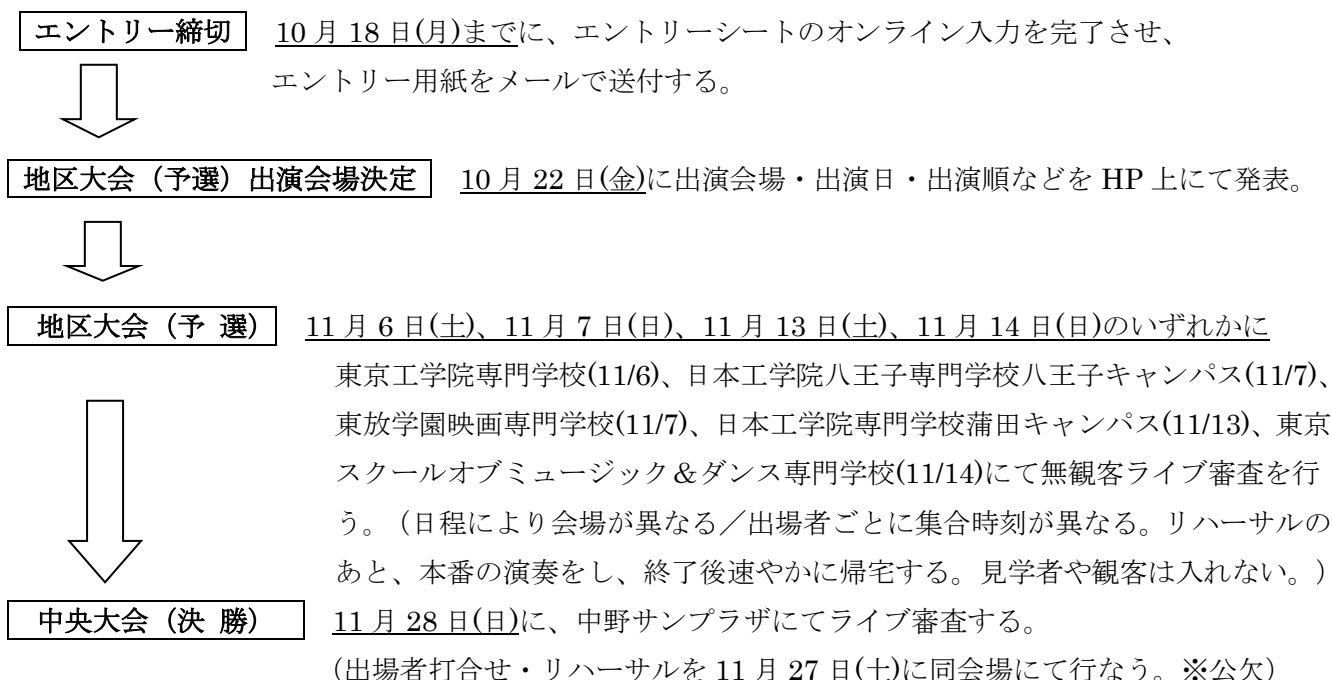 エントリー締切 10 月 18 日(月)までに、エントリーシートのオンライン入力を完了させ、
エントリー用紙をメールで送付する。
地区大会（予選）出演会場決定 10 月 22 日(金)に出演会場・出演日・出演順などを HP 上にて発表。
地区大会（予 選） 11 月 6 日(土)、11 月 7 日(日)、11 月 13 日(土)、11 月 14 日(日)のいずれかに
東京工学院専門学校(11/6)、日本工学院八王子専門学校八王子キャンパス(11/7)、
東放学園映画専門学校(11/7)、日本工学院専門学校蒲田キャンパス(11/13)、東京
スクールオブミュージック＆ダンス専門学校(11/14)にて無観客ライブ審査を行
う。（日程により会場が異なる／出場者ごとに集合時刻が異なる。リハーサルの
あと、本番の演奏をし、終了後速やかに帰宅する。見学者や観客は入れない。）
中央大会（決 勝） 11 月 28 日(日)に、中野サンプラザにてライブ審査する。
（出場者打合せ・リハーサルを 11 月 27 日(土)に同会場にて行なう。※公欠）